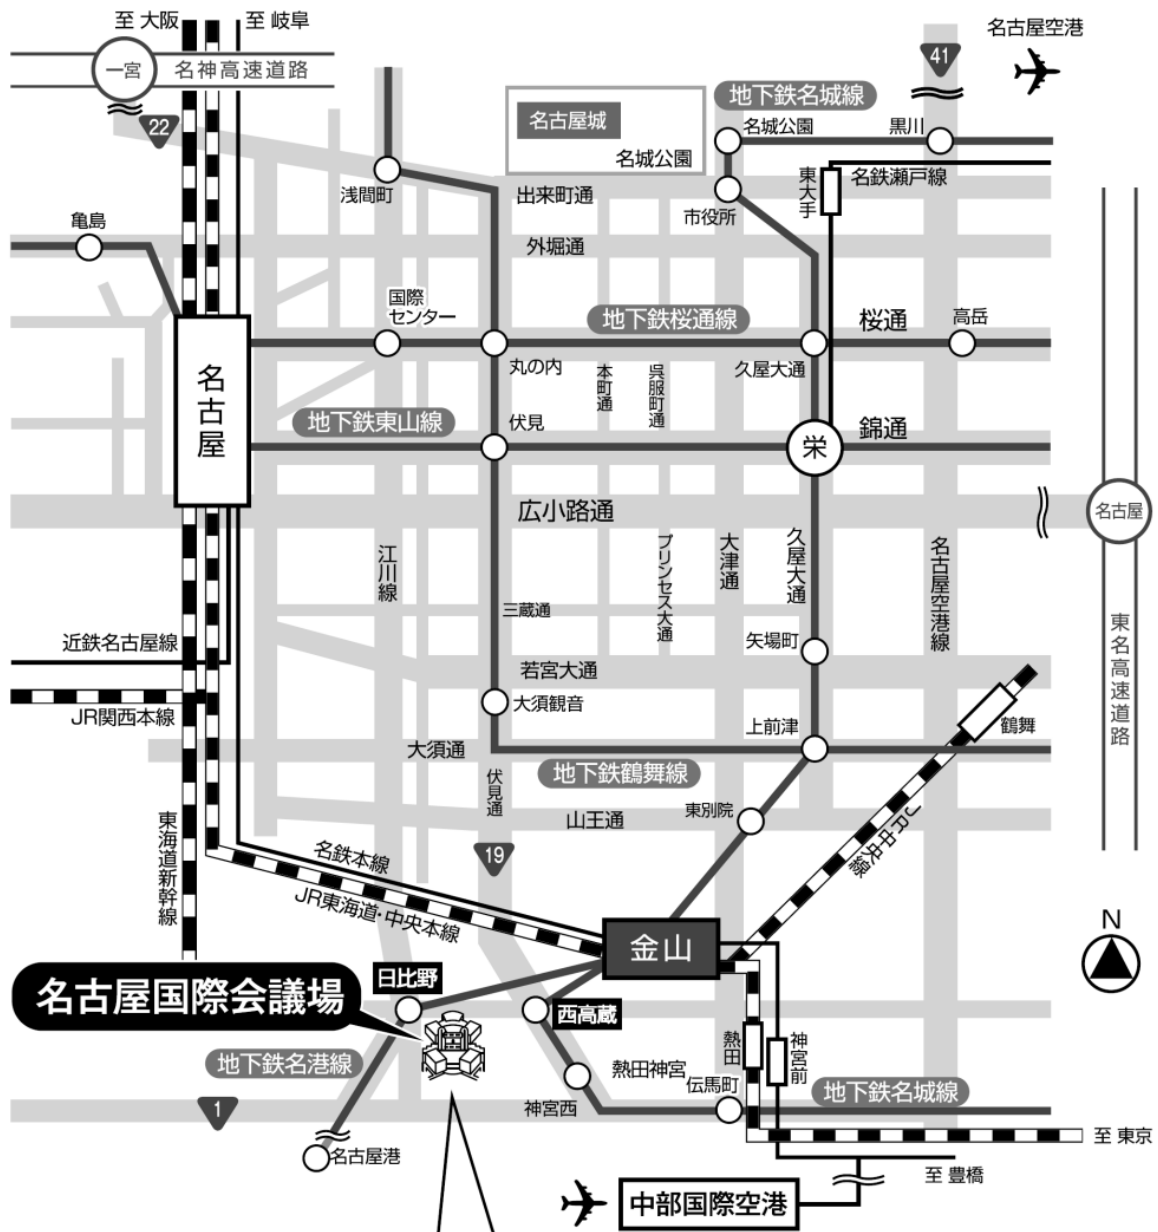 至 大阪
至 岐阜
名古屋空港
一宮
名神高速道路
41
22
地下鉄名城線
名古屋城
名城公園
名城公園
黒川
浅間町
出来町通
市役所
東大手
名鉄瀬戸線
亀島
外堀通
国際
センター
地下鉄桜通線
桜通
高岳
丸の内
本町通
呉服町通
久屋大通
名古屋
地下鉄東山線
伏見
栄
錦通
広小路通
名古屋
江川線
プリンセス大通
大津通
久屋大通
名古屋空港線
三蔵通
近鉄名古屋線
矢場町
東名高速道路
若宮大通
JR関西本線
大須観音
上前津
鶴舞
大須通
地下鉄鶴舞線
伏見通
東海道新幹線
山王通
東別院
JR中央線
名鉄本線
19
JR東海道・中央本線
N
金山
日比野
名古屋国際会議場
西高蔵
地下鉄名港線
熱田
神宮前
熱田神宮
伝馬町
地下鉄名城線
1
神宮西
名古屋港
至 東京
至 豊橋
中部国際空港